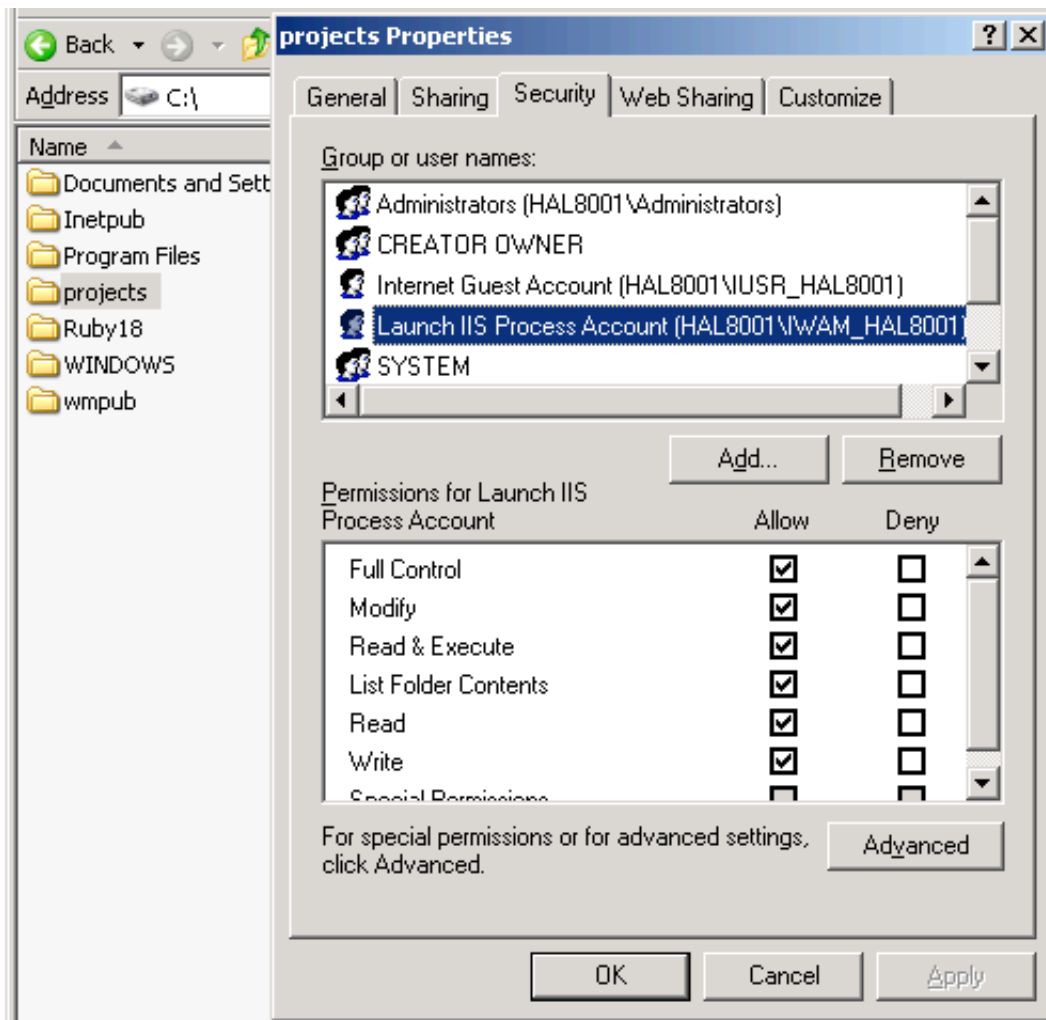 Back
projects Properties
Address C:\
General Sharing Security Web Sharing Customize
Name
Documents and Sett
Inetpub
Program Files
projects
Ruby18
WINDOWS
wmpub
Group or user names:
Administrators (HAL8001\Administrators)
CREATOR OWNER
Internet Guest Account (HAL8001\IUSR_HAL8001)
Launch IIS Process Account (HAL8001\IWAM_HAL8001)
SYSTEM
Add... Remove
Permissions for Launch IIS
Process Account Allow Deny
Full Control
Modify
Read & Execute
List Folder Contents
Read
Write
Special Permissions
For special permissions or for advanced settings,
click Advanced.
Advanced
OK Cancel Apply